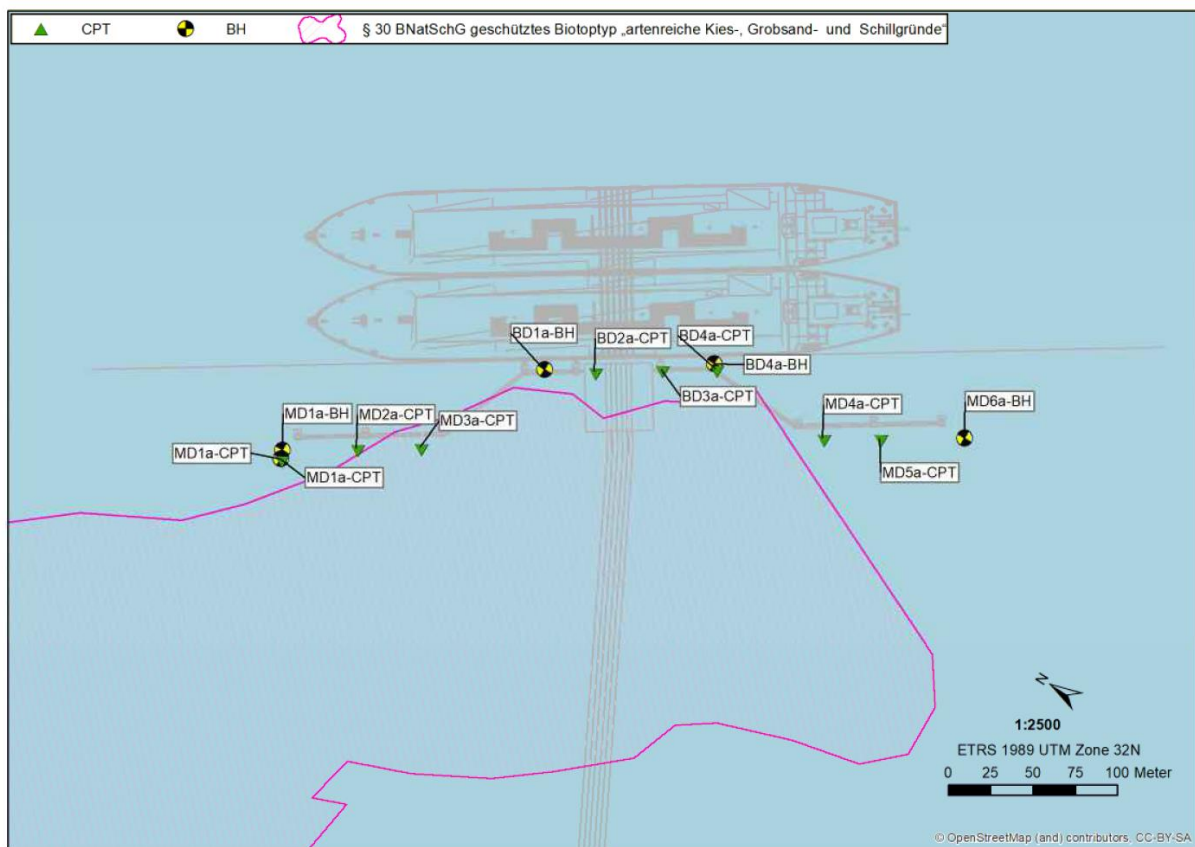 CPT
BH
§ 30 BNatSchG geschütztes Biotoptyp „artenreiche Kies-, Grobsand- und Schillgründe“
BD1a-BH
BD2a-CPT
BD4a-CPT
BD4a-BH
BD3a-CPT
MD1a-BH
MD2a-CPT
MD3a-CPT
MD4a-CPT
MD6a-BH
MD1a-CPT
MD1a-CPT
MD5a-CPT
N
1:2500
ETRS 1989 UTM Zone 32N
0 25 50 75 100 Meter
© OpenStreetMap (and) contributors, CC-BY-SA